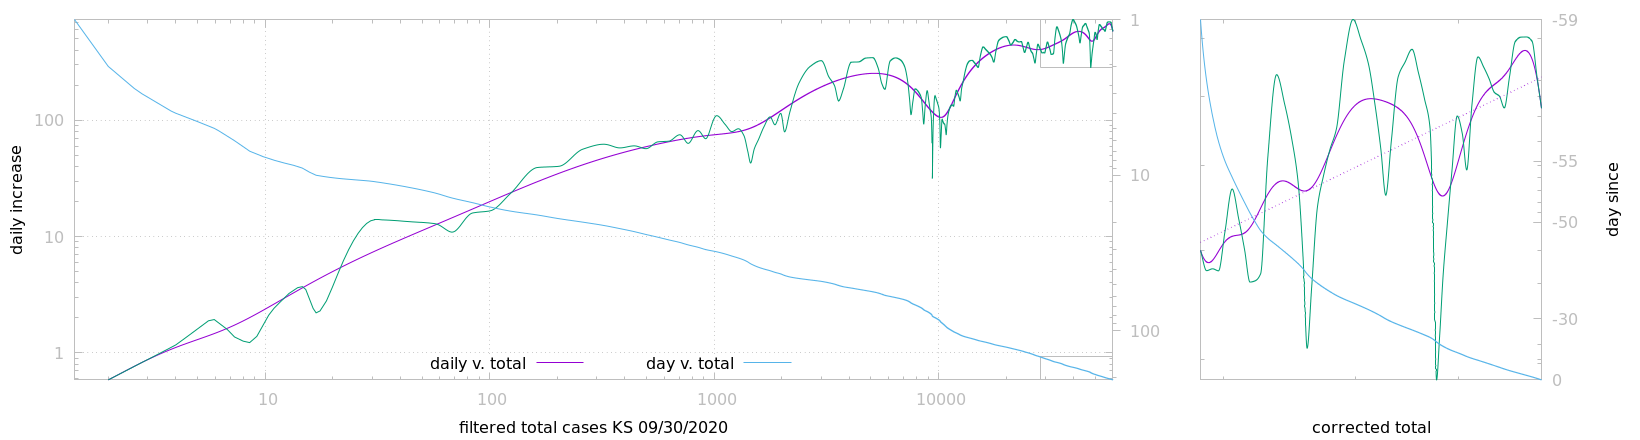 daily increase
100
10
1
10
100
1000
10000
1
10
100
daily v. total
day v. total
filtered total cases KS 09/30/2020
-59
-55
-50
-30
0
day since
corrected total